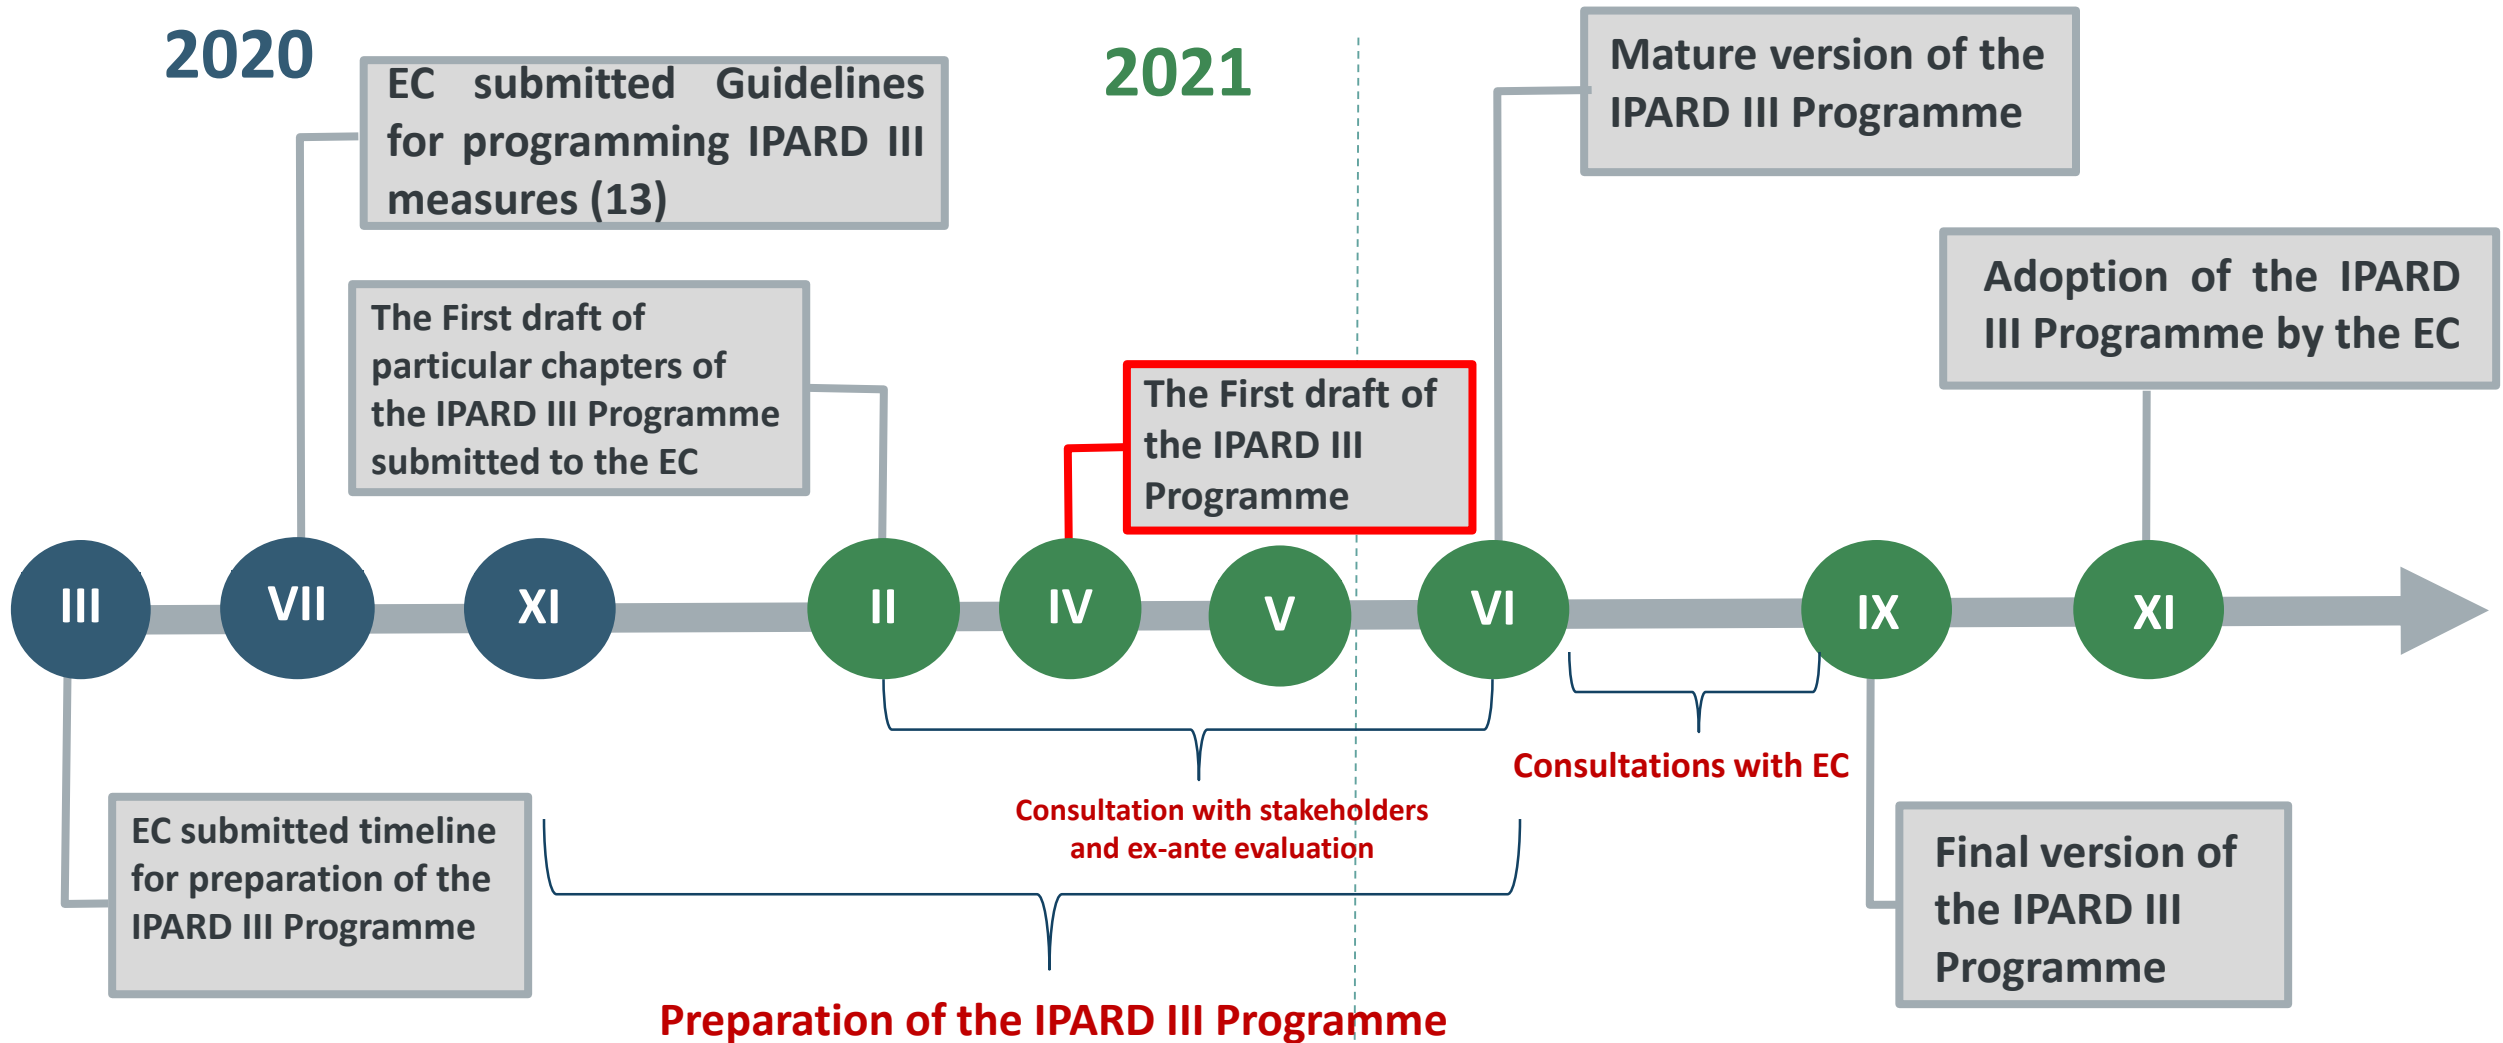 2020
EC submitted Guidelines
for programming IPARD III
measures (13)
The First draft of
particular chapters of
the IPARD III Programme
submitted to the EC
2021
The First draft of
the IPARD III
Programme
Mature version of the
IPARD III Programme
Adoption of the IPARD
III Programme by the EC
III
VII
XI
II
IV
V
VI
IX
XI
EC submitted timeline
for preparation of the
IPARD III Programme
Consultation with stakeholders
and ex-ante evaluation
Consultations with EC
Final version of
the IPARD III
Programme
Preparation of the IPARD III Programme